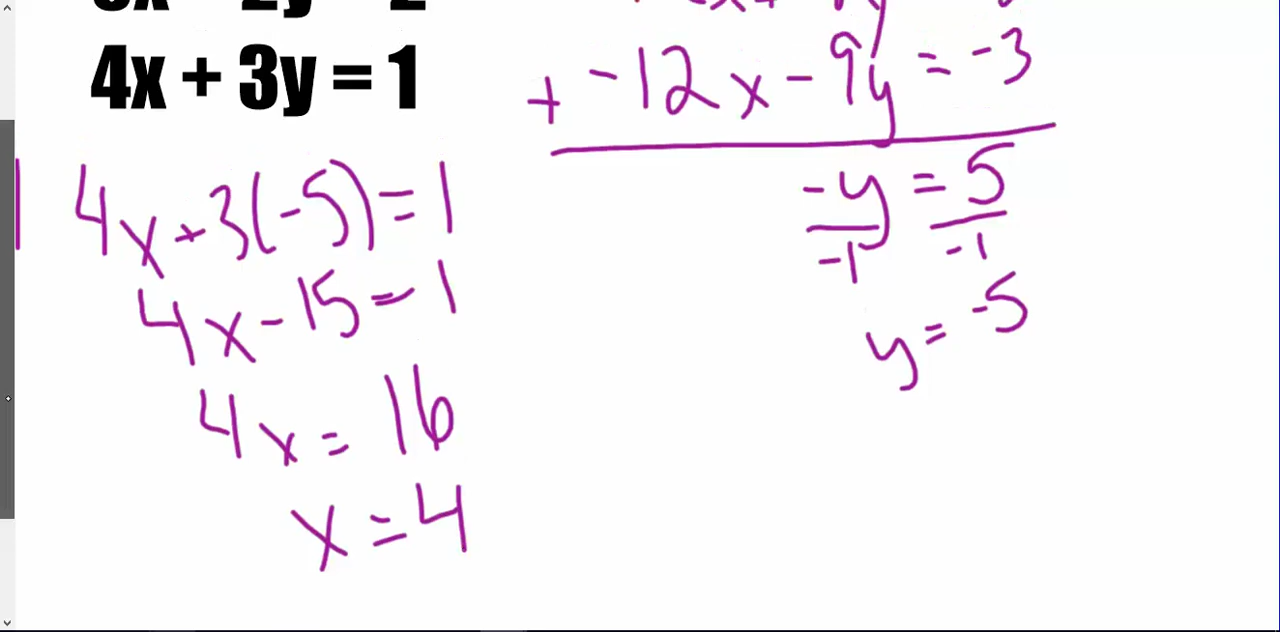 4x + 3y = 1
4x+3(-5)=1
4x-15=1
4x=16
x=4
+ -12x-9y=-3
-y=5
-1 -1
y=-5